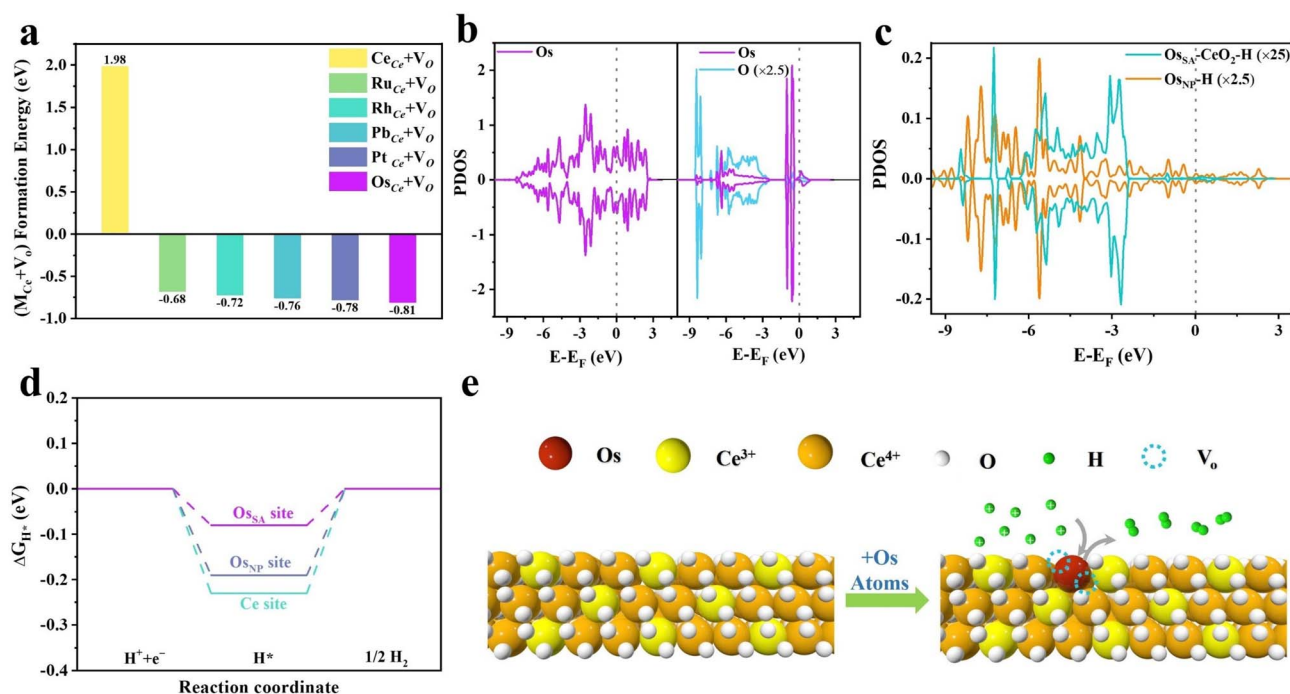 a
(M_Ce+V_o) Formation Energy (eV)
2.0
1.5
1.0
0.5
0.0
-0.5
-1.0
1.98
-0.68
-0.72
-0.76
-0.78
-0.81
Ce_Ce+V_O
Ru_Ce+V_O
Rh_Ce+V_O
Pb_Ce+V_O
Pt_Ce+V_O
Os_Ce+V_O
b
PDOS
2
1
0
-1
-2
Os
Os
O (×2.5)
-9 -6 -3 0 3
-9 -6 -3 0 3
E-E_F (eV)
E-E_F (eV)
c
PDOS
0.2
0.1
0.0
-0.1
-0.2
Os_SA-CeO₂-H (×25)
Os_NP-H (×2.5)
-9 -6 -3 0 3
E-E_F (eV)
d
ΔG_H* (eV)
0.2
0.1
0.0
-0.1
-0.2
-0.3
-0.4
Os_SA site
Os_NP site
Ce site
H⁺+e⁻ H* 1/2 H₂
Reaction coordinate
e
Os Ce³⁺ Ce⁴⁺ O H V_o
+Os
Atoms